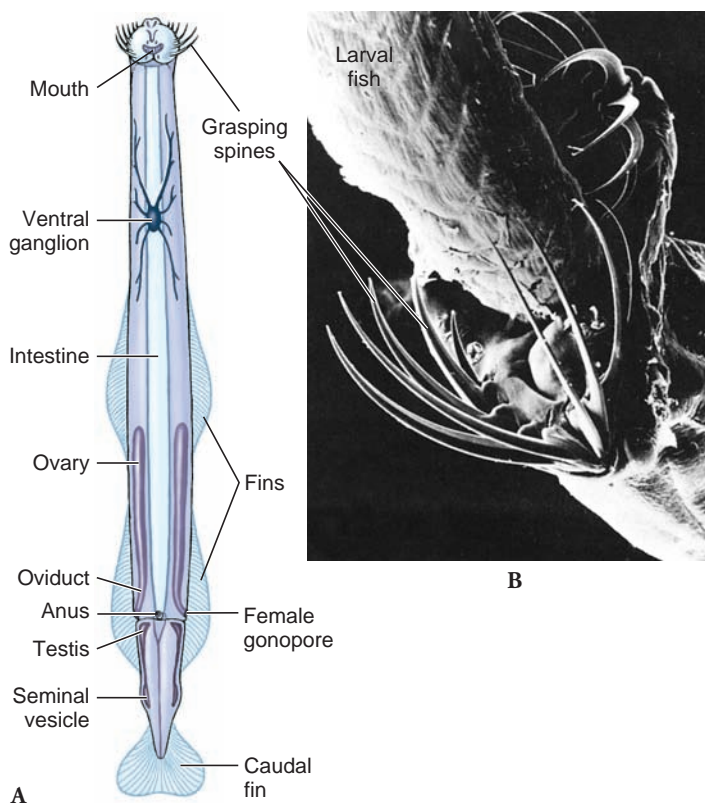 Mouth
Ventral
ganglion
Intestine
Ovary
Oviduct
Anus
Testis
Seminal
vesicle
Grasping
spines
Fins
Female
gonopore
Caudal
fin
A
Larval
fish
B